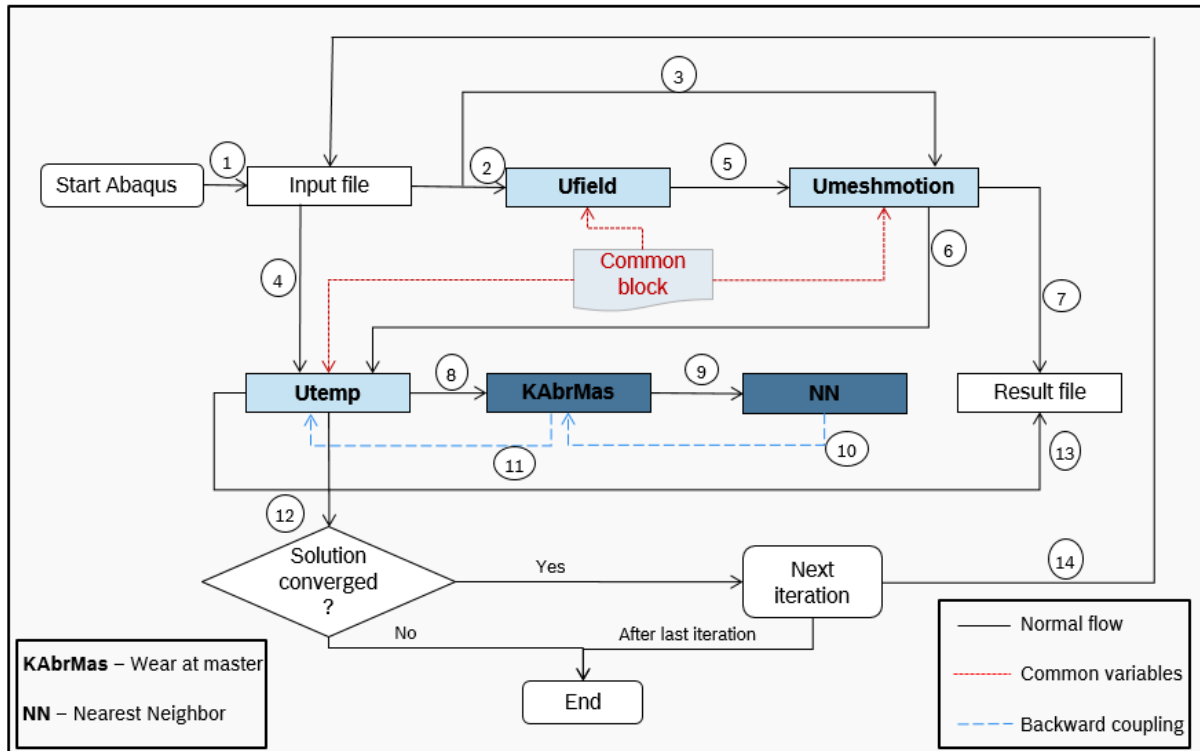 3
1
2
5
Start Abaqus
Input file
Ufield
Umeshmotion
4
Common
block
6
7
8
9
Utemp
KAbrMas
NN
Result file
11
10
13
12
Solution
converged
?
Yes
Next
iteration
14
No
After last iteration
End
KAbrMas – Wear at master
NN – Nearest Neighbor
Normal flow
Common variables
Backward coupling